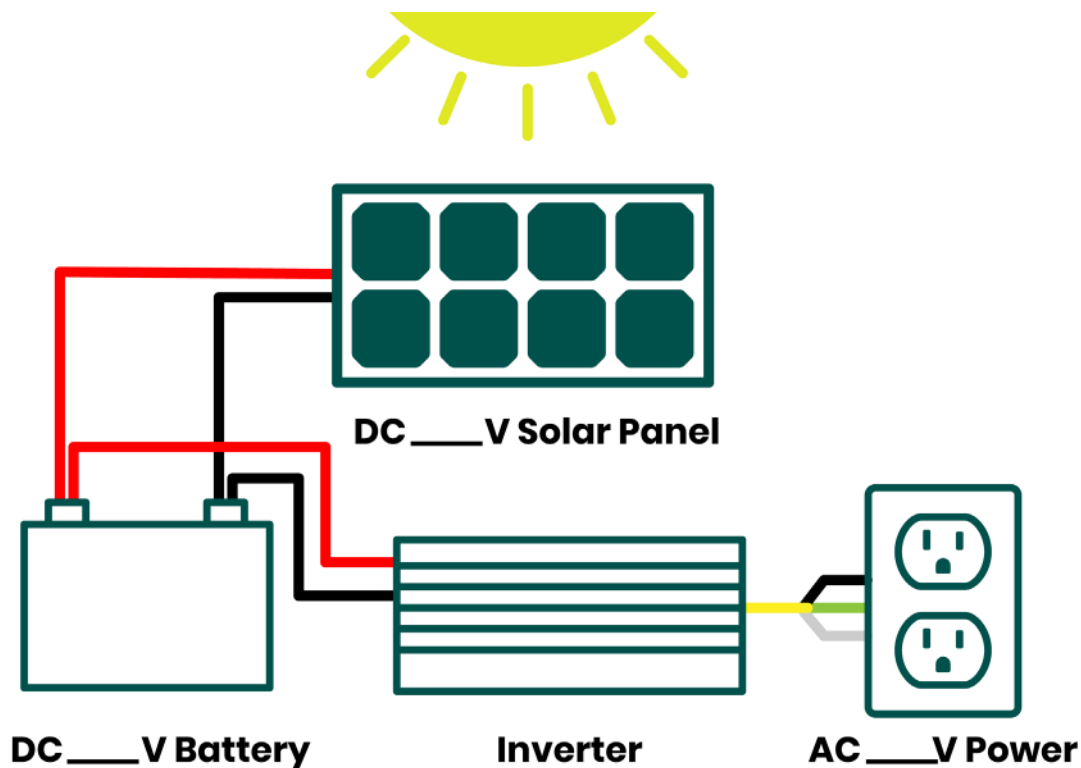 DC ____V Solar Panel
DC ____V Battery
Inverter
AC ____V Power